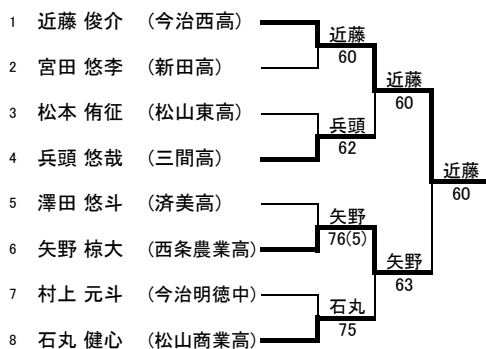 1 近藤 俊介 (今治西高)
2 宮田 悠李 (新田高)
3 松本 侑征 (松山東高)
4 兵頭 悠哉 (三間高)
5 澤田 悠斗 (済美高)
6 矢野 椋大 (西条農業高)
7 村上 元斗 (今治明徳中)
8 石丸 健心 (松山商業高)
近藤
60
兵頭
62
矢野
76(5)
石丸
75
近藤
60
矢野
63
近藤
60